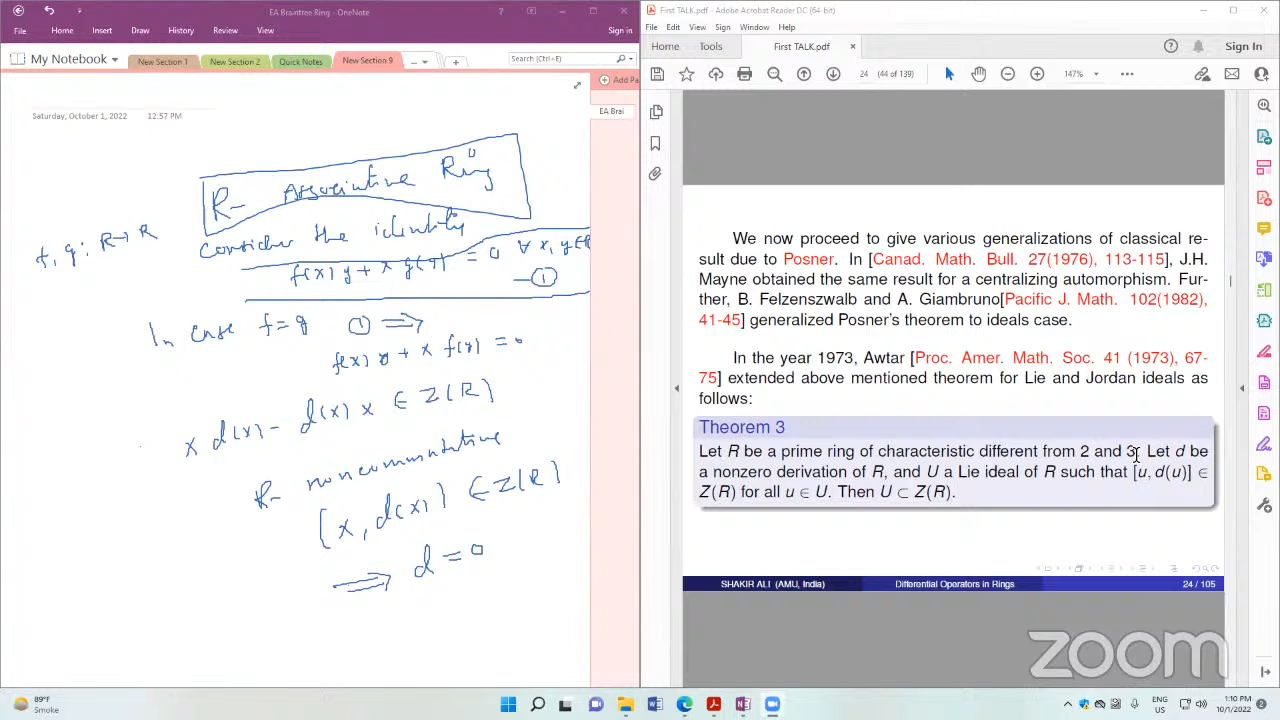 EA Braintree Ring - OneNote
File Home Insert Draw History Review View Sign in
My Notebook New Section 1 New Section 2 Quick Notes New Section 9 Search (Ctrl+E)
Add Pa
EA Brai
Saturday, October 1, 2022 12:57 PM
R- Associative Ring
f, g : R→R
Consider the identity
f(x) y + x g(y) = 0 ∀ x, y ∈ R
— ①
In case f=g ① ⟹
f(x) y + x f(y) = 0
x d(x) - d(x) x ∈ Z(R)
R- noncommutative
[x, d(x)] ∈ Z(R)
⟹ d = 0
First TALK.pdf - Adobe Acrobat Reader DC (64-bit)
File Edit View Sign Window Help
Home Tools First TALK.pdf × Sign In
24 (44 of 139) 147%
We now proceed to give various generalizations of classical re-
sult due to Posner. In [Canad. Math. Bull. 27(1976), 113-115], J.H.
Mayne obtained the same result for a centralizing automorphism. Fur-
ther, B. Felzenszwalb and A. Giambruno[Pacific J. Math. 102(1982),
41-45] generalized Posner's theorem to ideals case.
In the year 1973, Awtar [Proc. Amer. Math. Soc. 41 (1973), 67-
75] extended above mentioned theorem for Lie and Jordan ideals as
follows:
Theorem 3
Let R be a prime ring of characteristic different from 2 and 3. Let d be
a nonzero derivation of R, and U a Lie ideal of R such that [u, d(u)] ∈
Z(R) for all u ∈ U. Then U ⊂ Z(R).
SHAKIR ALI (AMU, India) Differential Operators in Rings 24 / 105
zoom
89°F
Smoke
ENG
US
1:10 PM
10/1/2022